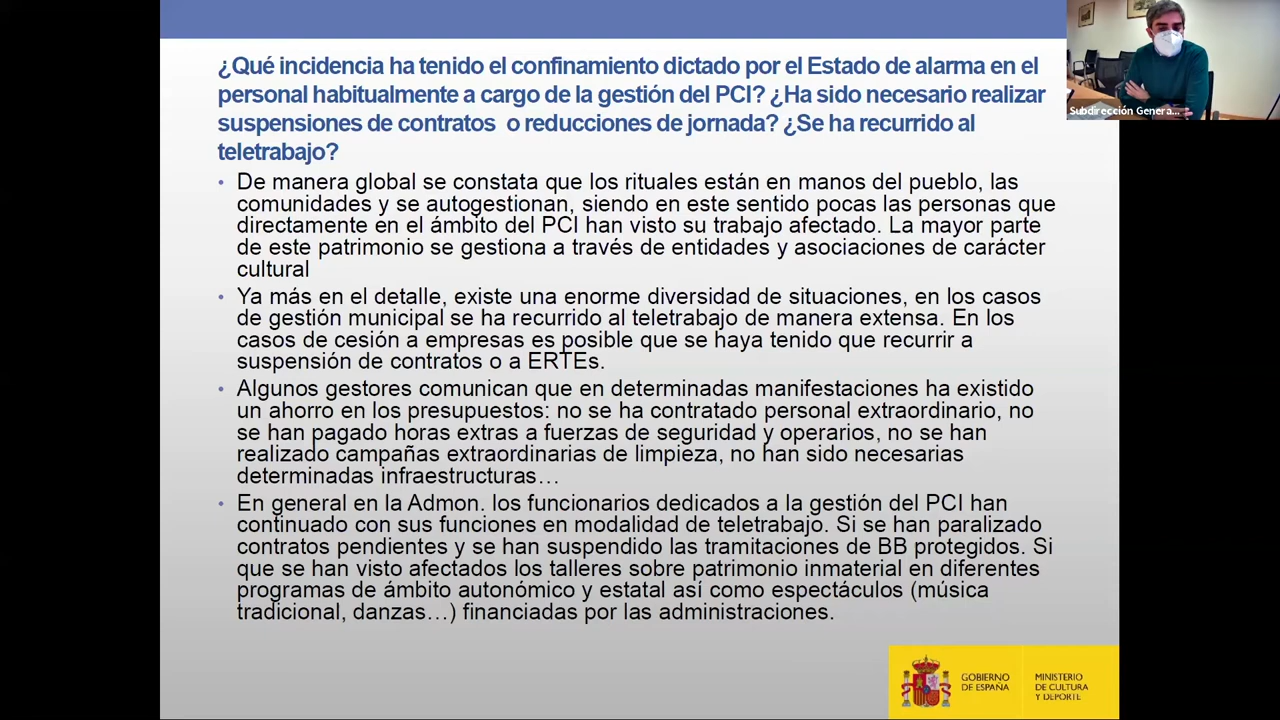 ¿Qué incidencia ha tenido el confinamiento dictado por el Estado de alarma en el
personal habitualmente a cargo de la gestión del PCI? ¿Ha sido necesario realizar
suspensiones de contratos o reducciones de jornada? ¿Se ha recurrido al
teletrabajo?
• De manera global se constata que los rituales están en manos del pueblo, las
comunidades y se autogestionan, siendo en este sentido pocas las personas que
directamente en el ámbito del PCI han visto su trabajo afectado. La mayor parte
de este patrimonio se gestiona a través de entidades y asociaciones de carácter
cultural
• Ya más en el detalle, existe una enorme diversidad de situaciones, en los casos
de gestión municipal se ha recurrido al teletrabajo de manera extensa. En los
casos de cesión a empresas es posible que se haya tenido que recurrir a
suspensión de contratos o a ERTEs.
• Algunos gestores comunican que en determinadas manifestaciones ha existido
un ahorro en los presupuestos: no se ha contratado personal extraordinario, no
se han pagado horas extras a fuerzas de seguridad y operarios, no se han
realizado campañas extraordinarias de limpieza, no han sido necesarias
determinadas infraestructuras…
• En general en la Admon. los funcionarios dedicados a la gestión del PCI han
continuado con sus funciones en modalidad de teletrabajo. Si se han paralizado
contratos pendientes y se han suspendido las tramitaciones de BB protegidos. Si
que se han visto afectados los talleres sobre patrimonio inmaterial en diferentes
programas de ámbito autonómico y estatal así como espectáculos (música
tradicional, danzas…) financiadas por las administraciones.
Subdirección Genera...
GOBIERNO
DE ESPAÑA
MINISTERIO
DE CULTURA
Y DEPORTE